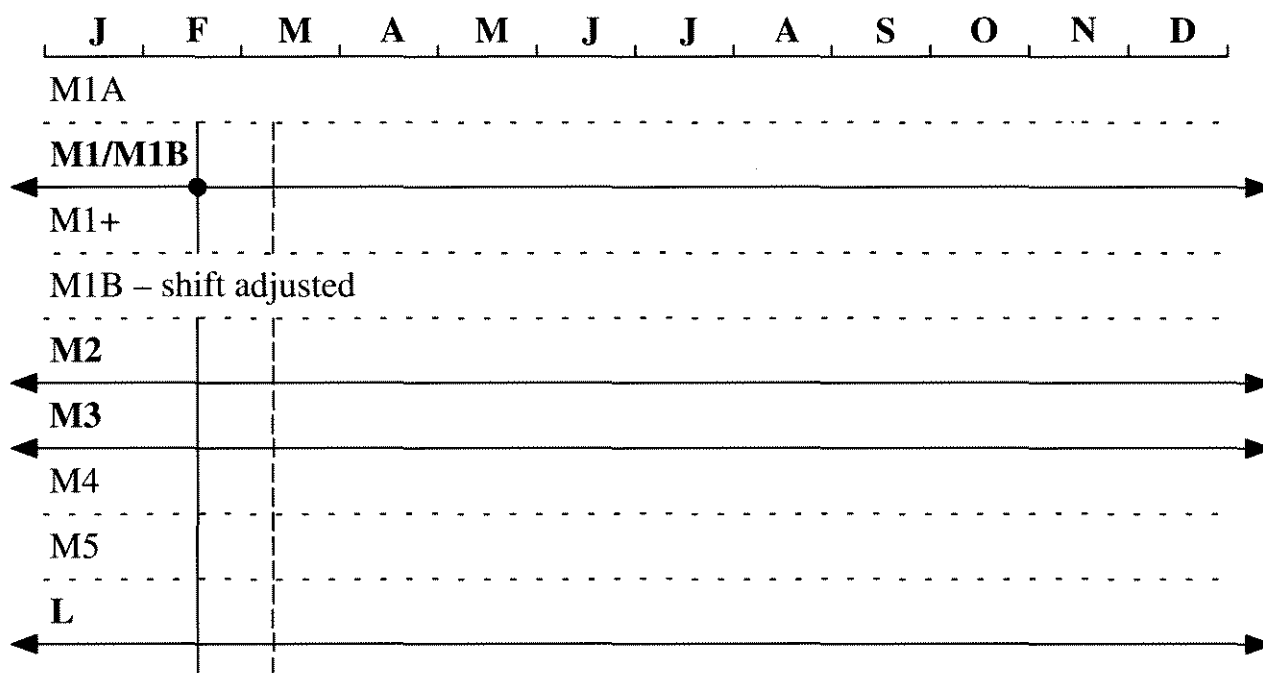 J F M A M J J A S O N D
M1A
M1/M1B
M1+
M1B – shift adjusted
M2
M3
M4
M5
L